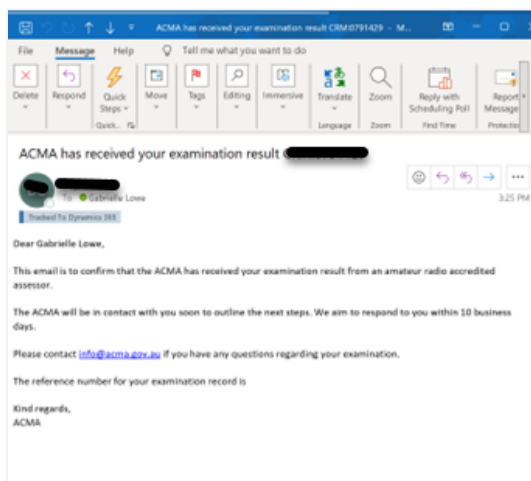 ACMA has received your examination result CRM:0791429 - M...
File Message Help Tell me what you want to do
Delete Respond Quick Steps Move Tags Editing Immersive Translate Zoom Reply with Scheduling Poll Report Message
Quick... Language Zoom Find Time Protection
ACMA has received your examination result
To Gabrielle Lowe
3:25 PM
Tracked To Dynamics 365
Dear Gabrielle Lowe,
This email is to confirm that the ACMA has received your examination result from an amateur radio accredited
assessor.
The ACMA will be in contact with you soon to outline the next steps. We aim to respond to you within 10 business
days.
Please contact info@acma.gov.au if you have any questions regarding your examination.
The reference number for your examination record is
Kind regards,
ACMA